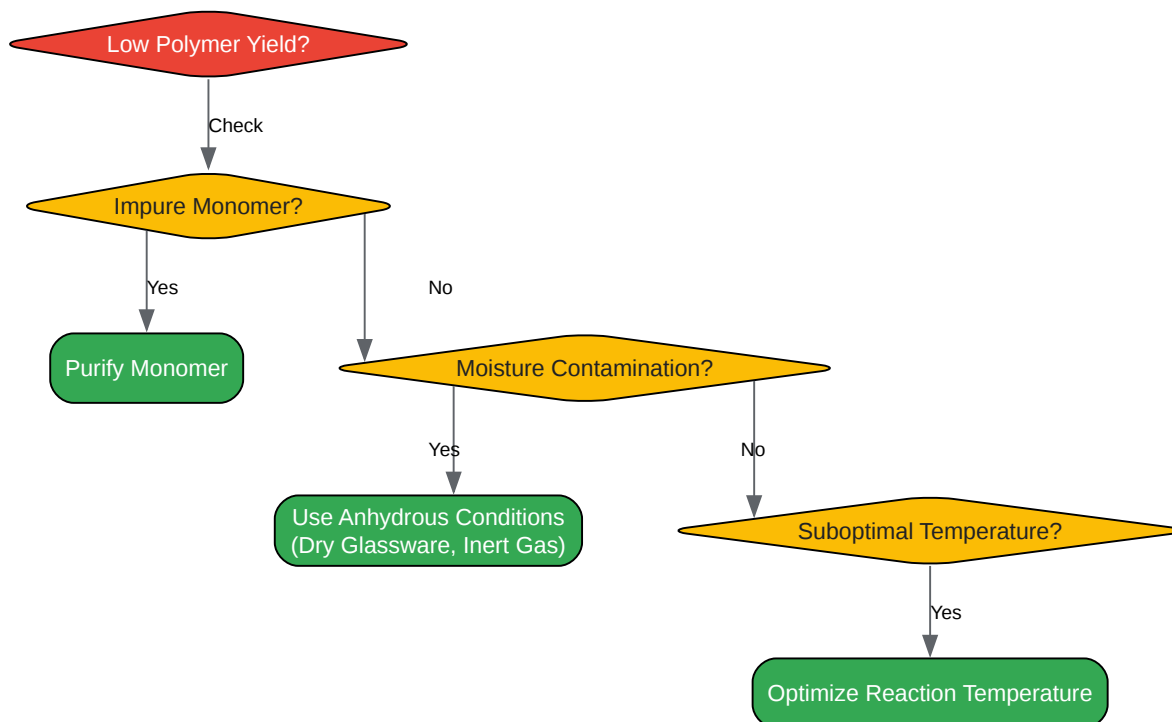 Low Polymer Yield?
Check
Impure Monomer?
Yes
No
Purify Monomer
Moisture Contamination?
Yes
No
Use Anhydrous Conditions
(Dry Glassware, Inert Gas)
Suboptimal Temperature?
Yes
Optimize Reaction Temperature